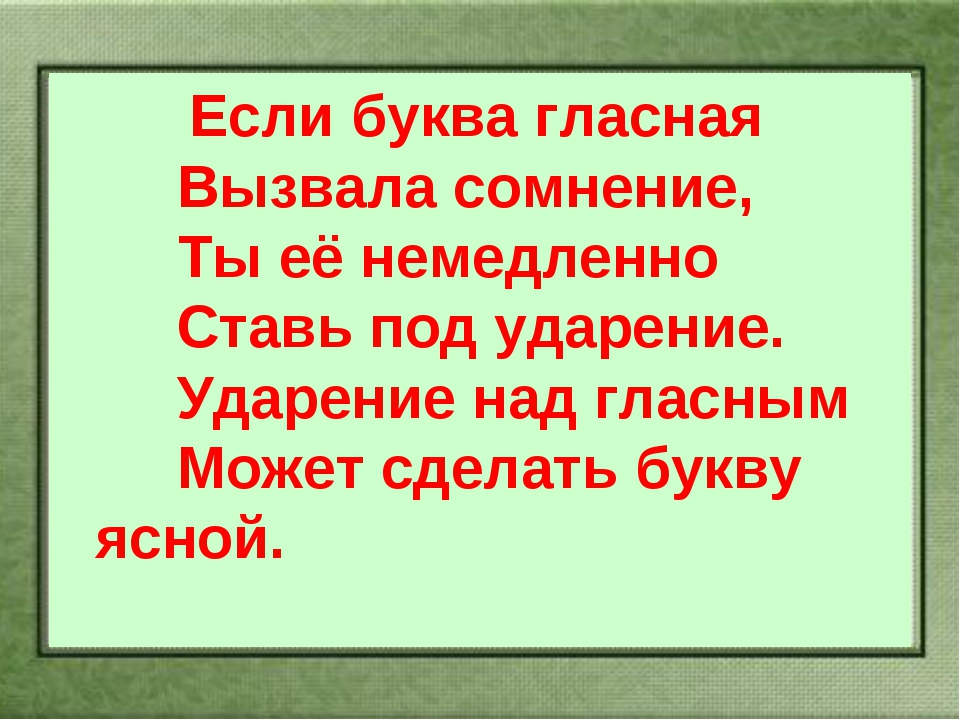 Если буква гласная
Вызвала сомнение,
Ты её немедленно
Ставь под ударение.
Ударение над гласным
Может сделать букву
ясной.